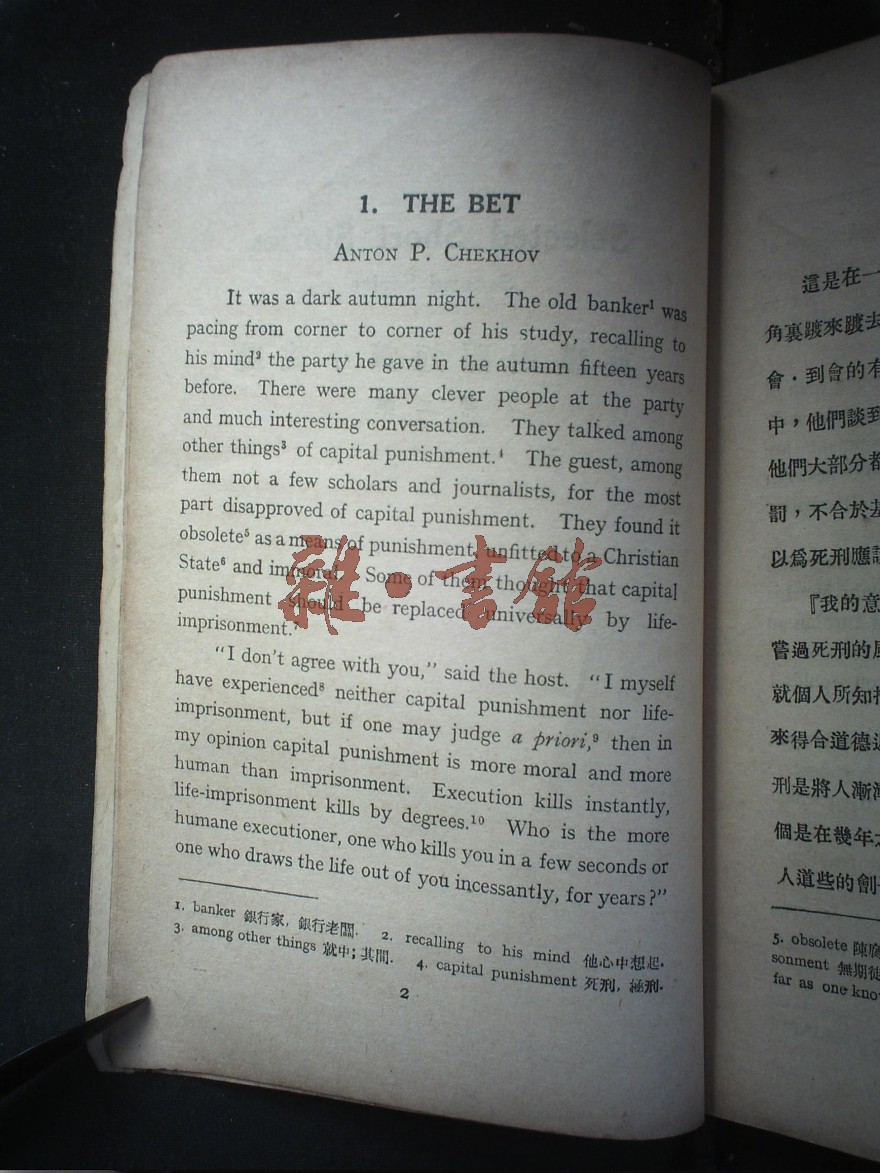 1. THE BET
ANTON P. CHEKHOV
It was a dark autumn night. The old banker¹ was
pacing from corner to corner of his study, recalling to
his mind² the party he gave in the autumn fifteen years
before. There were many clever people at the party
and much interesting conversation. They talked among
other things³ of capital punishment.⁴ The guest, among
them not a few scholars and journalists, for the most
part disapproved of capital punishment. They found it
obsolete⁵ as a means of punishment, unfitted to a Christian
State⁶ and immoral. Some of them thought that capital
punishment should be replaced universally by life-
imprisonment.⁷
"I don't agree with you," said the host. "I myself
have experienced⁸ neither capital punishment nor life-
imprisonment, but if one may judge a priori,⁹ then in
my opinion capital punishment is more moral and more
human than imprisonment. Execution kills instantly,
life-imprisonment kills by degrees.¹⁰ Who is the more
humane executioner, one who kills you in a few seconds or
one who draws the life out of you incessantly, for years?"
1. banker 銀行家，銀行老闆. 2. recalling to his mind 他心中想起.
3. among other things 就中；其間. 4. capital punishment 死刑，極刑.
2
雜·書館
這是在一
角裏踱來踱去
會．到會的有
中，他們談到
他們大部分都
罰，不合於基
以爲死刑應該
『我的意
嘗過死刑的
就個人所知
來得合道德
刑是將人漸
個是在幾年之
人道些的劊
5. obsolete 陳腐
sonment 無期徒
far as one know